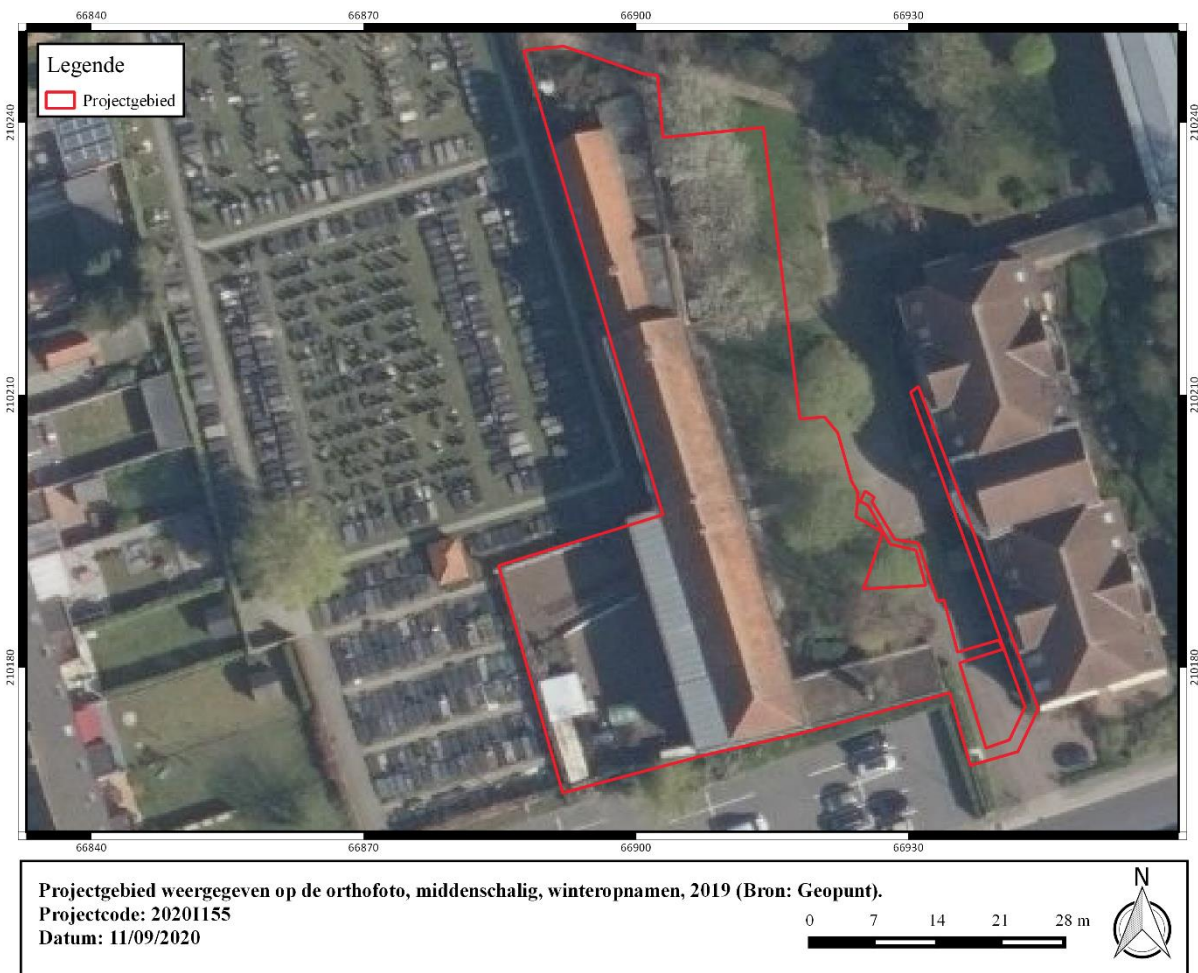 66840 66870 66900 66930
Legende
Projectgebied
210240 210240
210210 210210
210180 210180
66840 66870 66900 66930
Projectgebied weergegeven op de orthofoto, middenschalig, winteropnamen, 2019 (Bron: Geopunt).
Projectcode: 2020I155
Datum: 11/09/2020
0 7 14 21 28 m
N